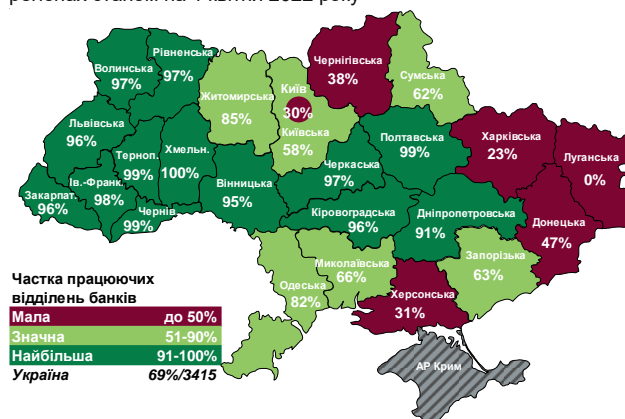 Рівненська
97%
Волинська
97%
Чернігівська
38%
Сумська
62%
Житомирська
85%
Київ
30%
Київська
58%
Львівська
96%
Терноп.
99%
Хмельн.
100%
Полтавська
99%
Харківська
23%
Луганська
0%
Черкаська
97%
Вінницька
95%
Ів.-Франк.
98%
Закарпат.
96%
Чернів.
99%
Кіровоградська
96%
Дніпропетровська
91%
Донецька
47%
Миколаївська
66%
Запорізька
63%
Одеська
82%
Херсонська
31%
АР Крим
Частка працюючих
відділень банків
Мала до 50%
Значна 51-90%
Найбільша 91-100%
Україна 69%/3415